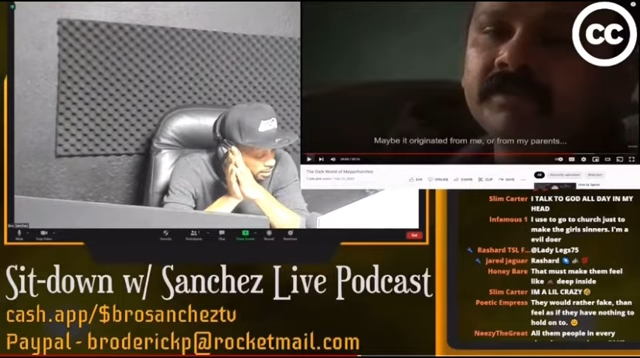 CC
Maybe it originated from me, or from my parents...
The Dark World of Megachurches
Slim Carter I TALK TO GOD ALL DAY IN MY
HEAD
Infamous 1 I use to go to church just to
make the girls sinners. I'm a
evil doer
Rashard TSL F... @Lady Legx75
Jared Jaguar Rashard
Honey Bare That must make them feel
like deep inside
Slim Carter IM A LIL CRAZY
Poetic Empress They would rather fake, than
feel as if they have nothing
to hold on to.
NeezyTheGreat All them people in every
Bro Sanchez
Sit-down w/ Sanchez Live Podcast
cash.app/$brosancheztv
Paypal - broderickp@rocketmail.com